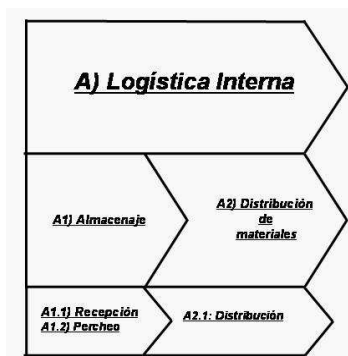 A) Logística Interna
A1) Almacenaje
A2) Distribución
de
materiales
A1.1) Recepción
A1.2) Percheo
A2.1: Distribución